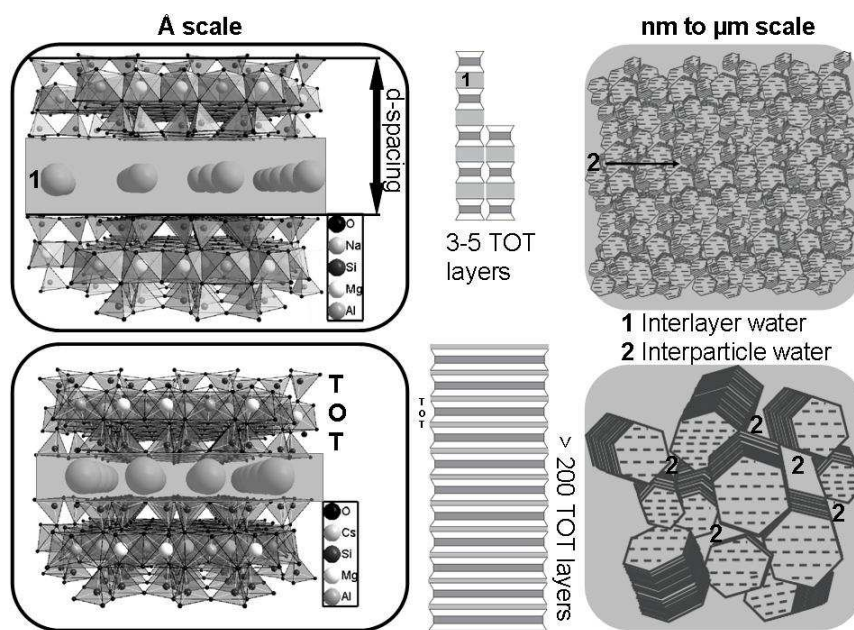 Å scale
nm to µm scale
d-spacing
1
O
Na
Si
Mg
Al
1
3-5 TOT
layers
2
1 Interlayer water
2 Interparticle water
T
O
T
O
Cs
Si
Mg
Al
T
O
T
> 200 TOT layers
2
2
2
2
2